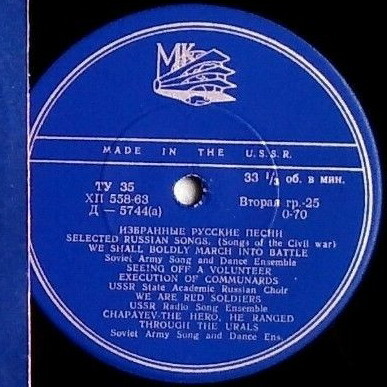 МК
MADE IN THE U.S.S.R.
ТУ 35
33 1/3 об. в мин.
ХП 558-63
Вторая гр.-25
Д — 5744(а)
0-70
ИЗБРАННЫЕ РУССКИЕ ПЕСНИ
SELECTED RUSSIAN SONGS. (Songs of the Civil war)
WE SHALL BOLDLY MARCH INTO BATTLE
Soviet Army Song and Dance Ensemble
SEEING OFF A VOLUNTEER
EXECUTION OF COMMUNARDS
USSR State Academic Russian Choir
WE ARE RED SOLDIERS
USSR Radio Song Ensemble
CHAPAYEV-THE HERO, HE RANGED
THROUGH THE URALS
Soviet Army Song and Dance Ens.